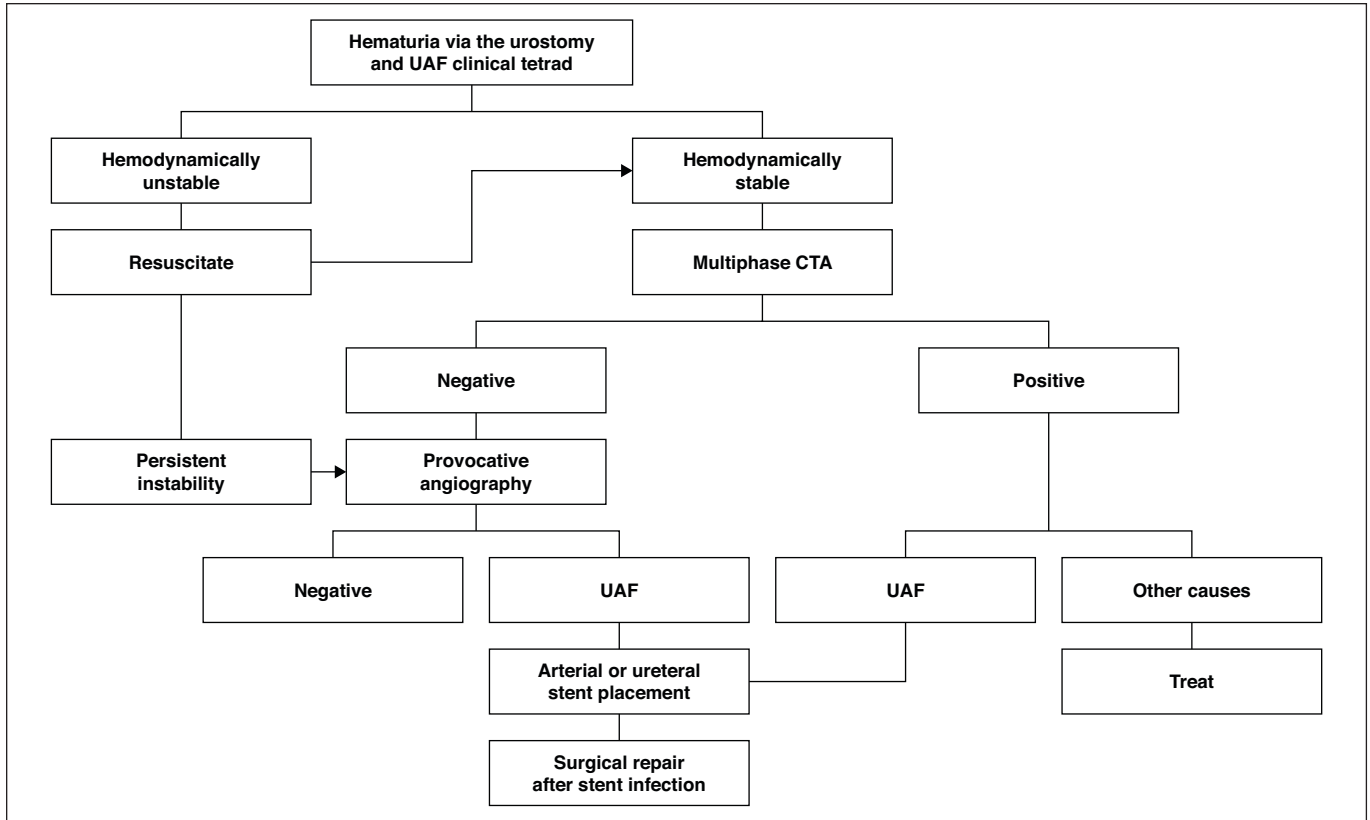 Hematuria via the urostomy
and UAF clinical tetrad
Hemodynamically
unstable
Hemodynamically
stable
Resuscitate
Multiphase CTA
Negative
Positive
Persistent
instability
Provocative
angiography
Negative
UAF
UAF
Other causes
Arterial or ureteral
stent placement
Treat
Surgical repair
after stent infection